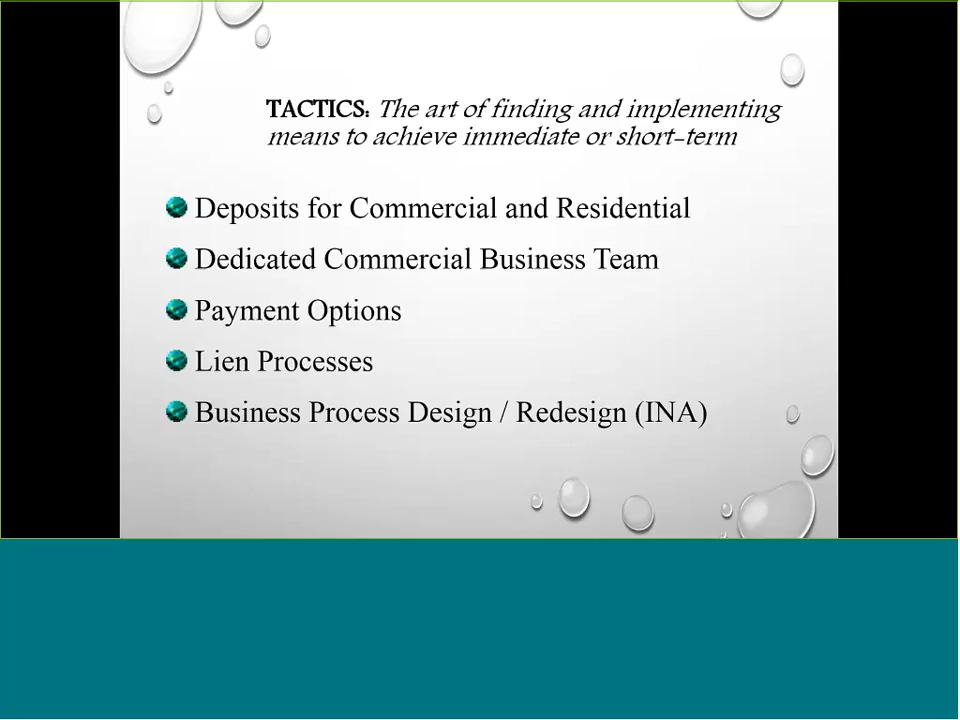 TACTICS: The art of finding and implementing
means to achieve immediate or short-term
Deposits for Commercial and Residential
Dedicated Commercial Business Team
Payment Options
Lien Processes
Business Process Design / Redesign (INA)